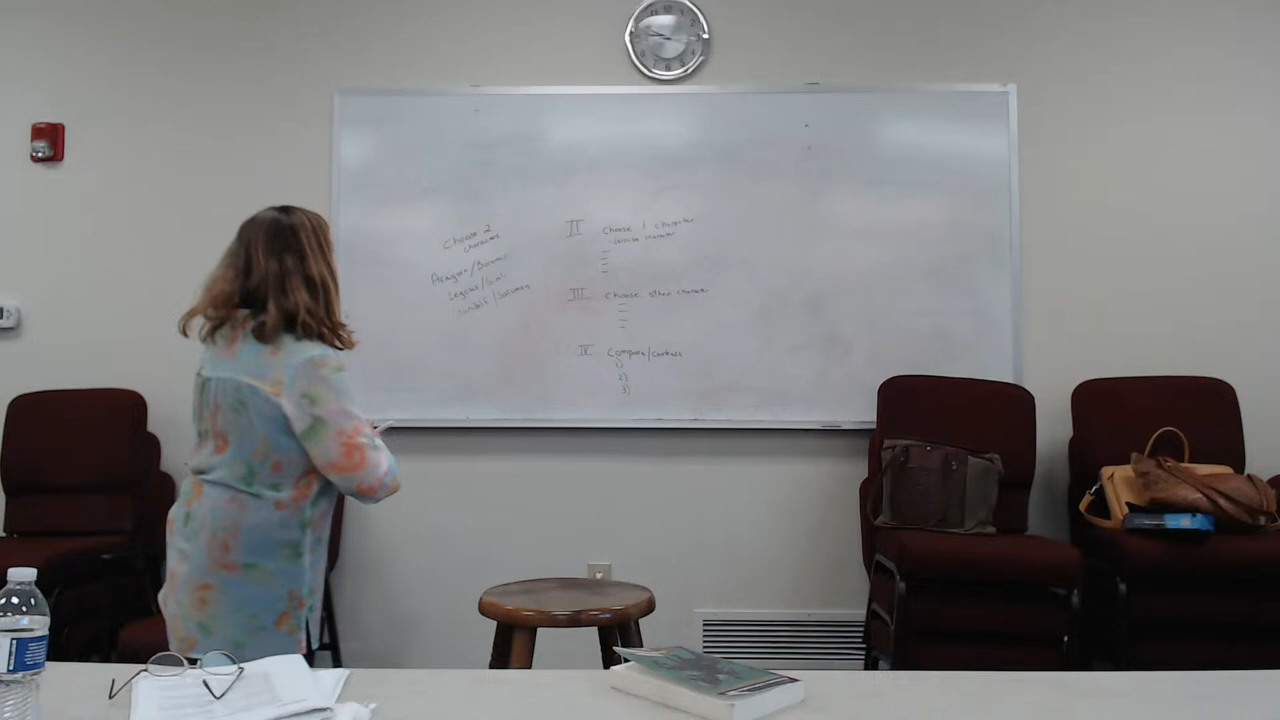 Choose 2
characters
Aragorn/Boromir
Legolas/Gimli
Gandalf/Saruman
II Choose 1 character
III Choose other character
IV Compare/contrast
1)
2)
3)